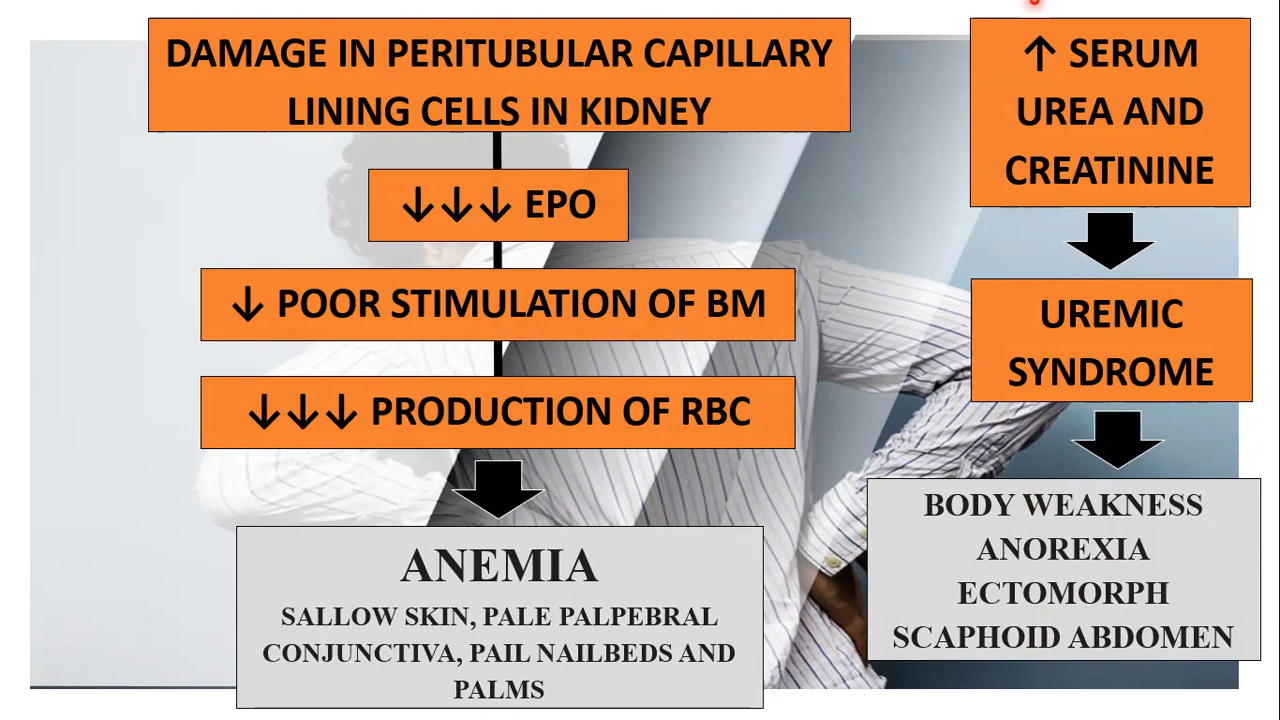 DAMAGE IN PERITUBULAR CAPILLARY
LINING CELLS IN KIDNEY
↓↓↓ EPO
↓ POOR STIMULATION OF BM
↓↓↓ PRODUCTION OF RBC
ANEMIA
SALLOW SKIN, PALE PALPEBRAL
CONJUNCTIVA, PAIL NAILBEDS AND
PALMS
↑ SERUM
UREA AND
CREATININE
UREMIC
SYNDROME
BODY WEAKNESS
ANOREXIA
ECTOMORPH
SCAPHOID ABDOMEN